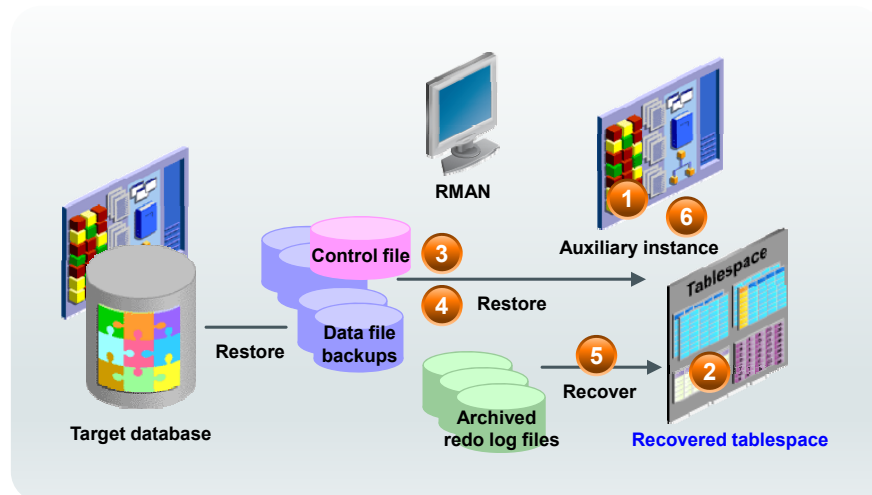 RMAN
1
6
Auxiliary instance
Control file
3
Tablespace
4
Restore
Restore
Data file
backups
5
Recover
2
Archived
redo log files
Target database
Recovered tablespace